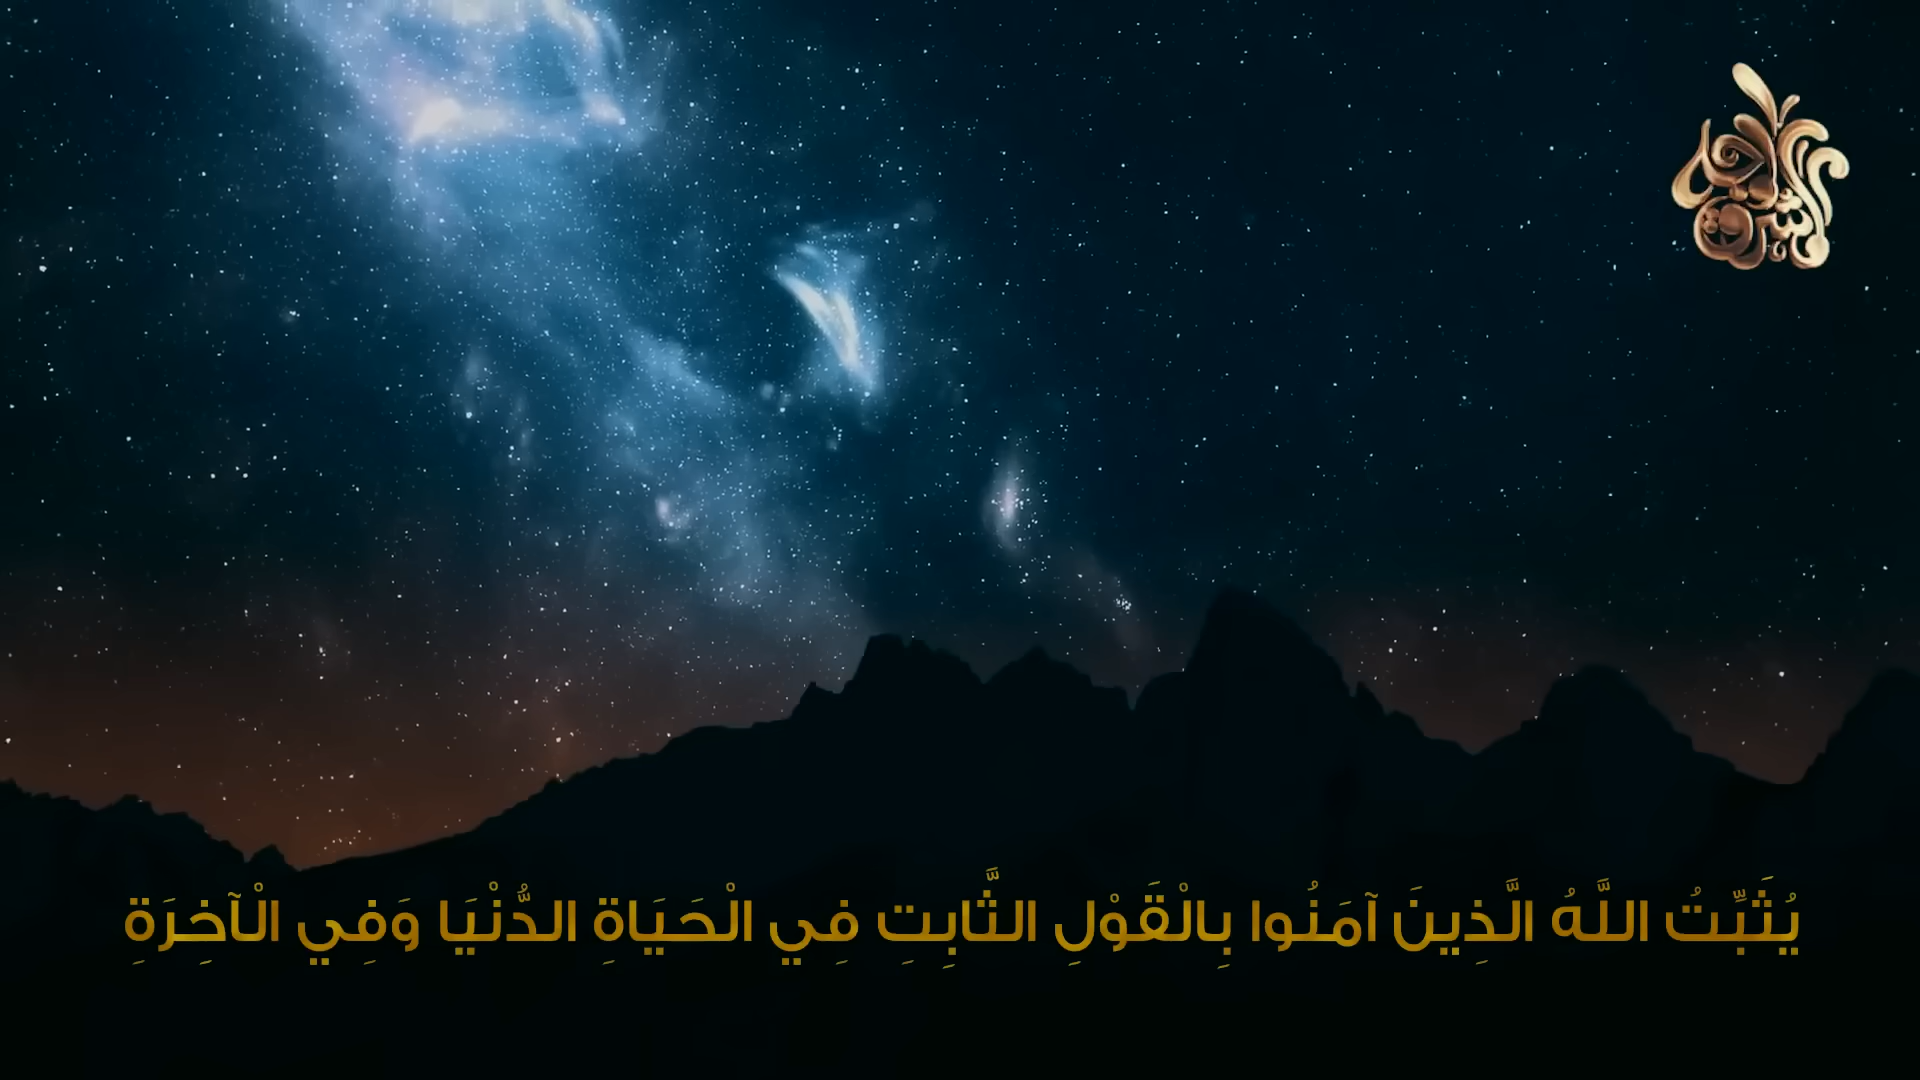 يُثَبِّتُ اللَّهُ الَّذِينَ آمَنُوا بِالْقَوْلِ الثَّابِتِ فِي الْحَيَاةِ الدُّنْيَا وَفِي الْآخِرَةِ